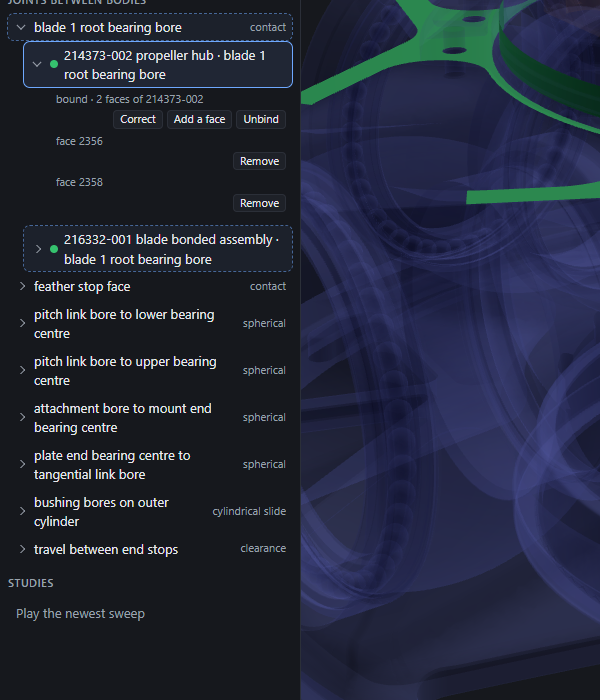 JOINTS BETWEEN BODIES
blade 1 root bearing bore
contact
214373-002 propeller hub · blade 1
root bearing bore
bound · 2 faces of 214373-002
Correct
Add a face
Unbind
face 2356
Remove
face 2358
Remove
216332-001 blade bonded assembly ·
blade 1 root bearing bore
feather stop face
contact
pitch link bore to lower bearing
centre
spherical
pitch link bore to upper bearing
centre
spherical
attachment bore to mount end
bearing centre
spherical
plate end bearing centre to
tangential link bore
spherical
bushing bores on outer
cylinder
cylindrical slide
travel between end stops
clearance
STUDIES
Play the newest sweep